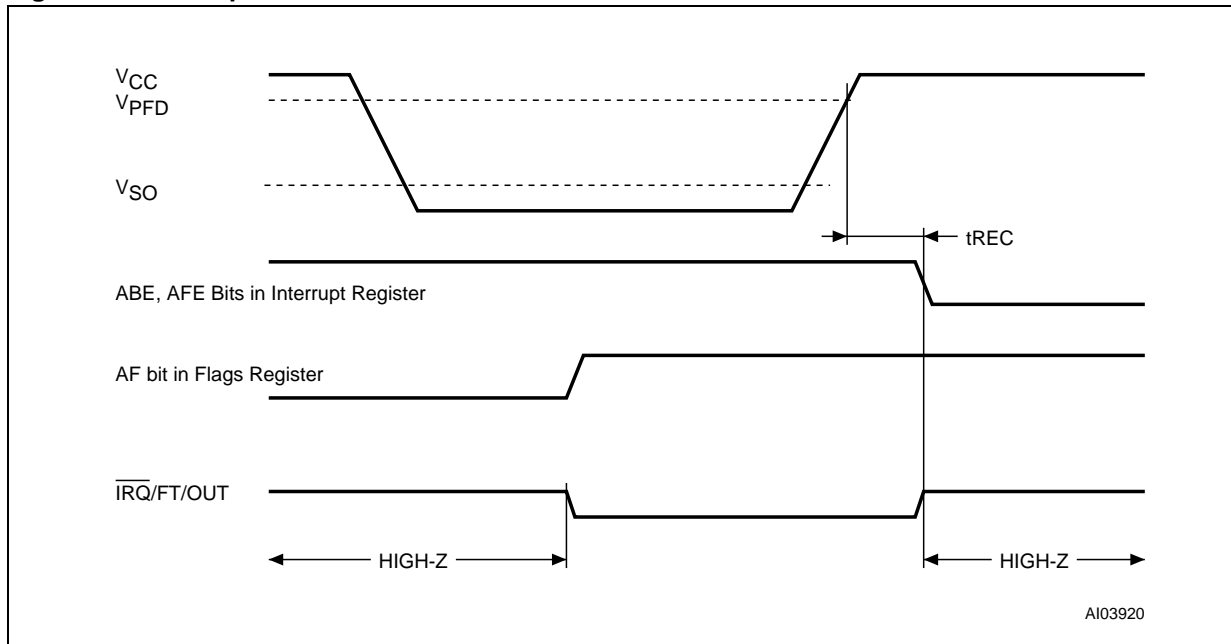 VCC
VPFD
VSO
tREC
ABE, AFE Bits in Interrupt Register
AF bit in Flags Register
IRQ/FT/OUT
HIGH-Z
HIGH-Z
AI03920